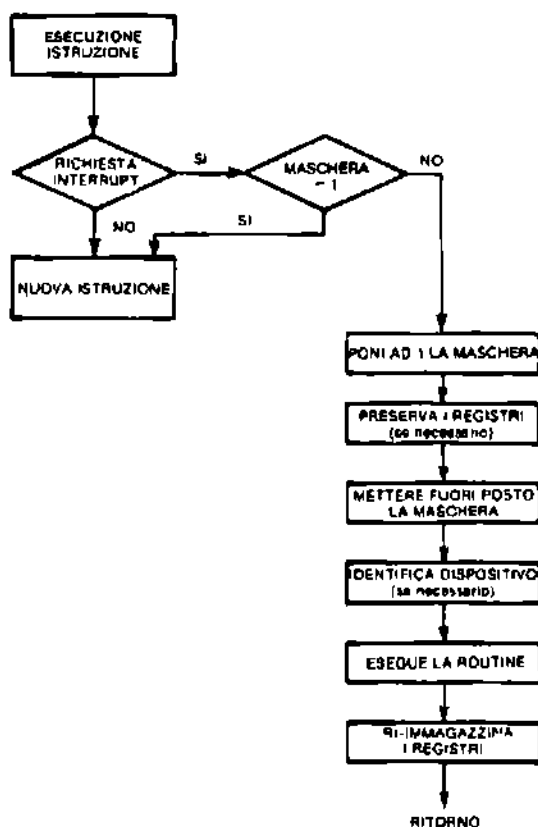 ESECUZIONE
ISTRUZIONE
RICHIESTA
INTERRUPT
SI
MASCHERA
= 1
NO
NO
SI
NUOVA ISTRUZIONE
PONI AD 1 LA MASCHERA
PRESERVA I REGISTRI
(se necessario)
METTERE FUORI POSTO
LA MASCHERA
IDENTIFICA DISPOSITIVO
(se necessario)
ESEGUE LA ROUTINE
RI-IMMAGAZZINA
I REGISTRI
RITORNO